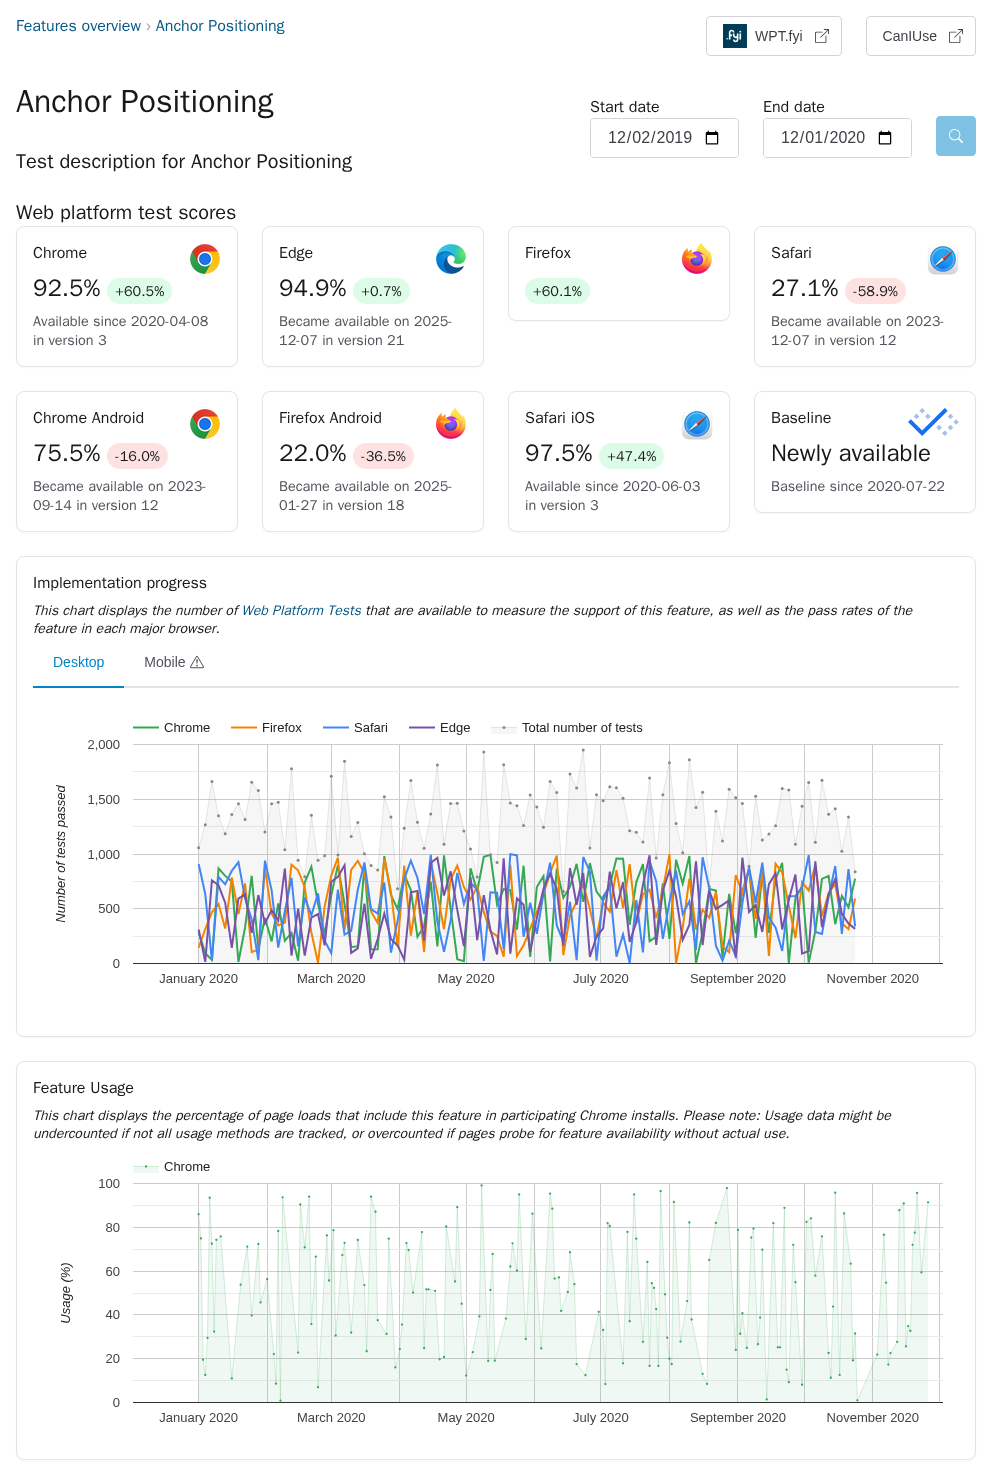 Features overview › Anchor Positioning
.fyi WPT.fyi
CanIUse
Anchor Positioning
Start date
End date
12/02/2019
12/01/2020
Test description for Anchor Positioning
Web platform test scores
Chrome
92.5% +60.5%
Available since 2020-04-08
in version 3
Edge
94.9% +0.7%
Became available on 2025-
12-07 in version 21
Firefox
+60.1%
Safari
27.1% -58.9%
Became available on 2023-
12-07 in version 12
Chrome Android
75.5% -16.0%
Became available on 2023-
09-14 in version 12
Firefox Android
22.0% -36.5%
Became available on 2025-
01-27 in version 18
Safari iOS
97.5% +47.4%
Available since 2020-06-03
in version 3
Baseline
Newly available
Baseline since 2020-07-22
Implementation progress
This chart displays the number of Web Platform Tests that are available to measure the support of this feature, as well as the pass rates of the
feature in each major browser.
Desktop
Mobile
Chrome Firefox Safari Edge Total number of tests
Number of tests passed
2,000
1,500
1,000
500
0
January 2020 March 2020 May 2020 July 2020 September 2020 November 2020
Feature Usage
This chart displays the percentage of page loads that include this feature in participating Chrome installs. Please note: Usage data might be
undercounted if not all usage methods are tracked, or overcounted if pages probe for feature availability without actual use.
Chrome
Usage (%)
100
80
60
40
20
0
January 2020 March 2020 May 2020 July 2020 September 2020 November 2020